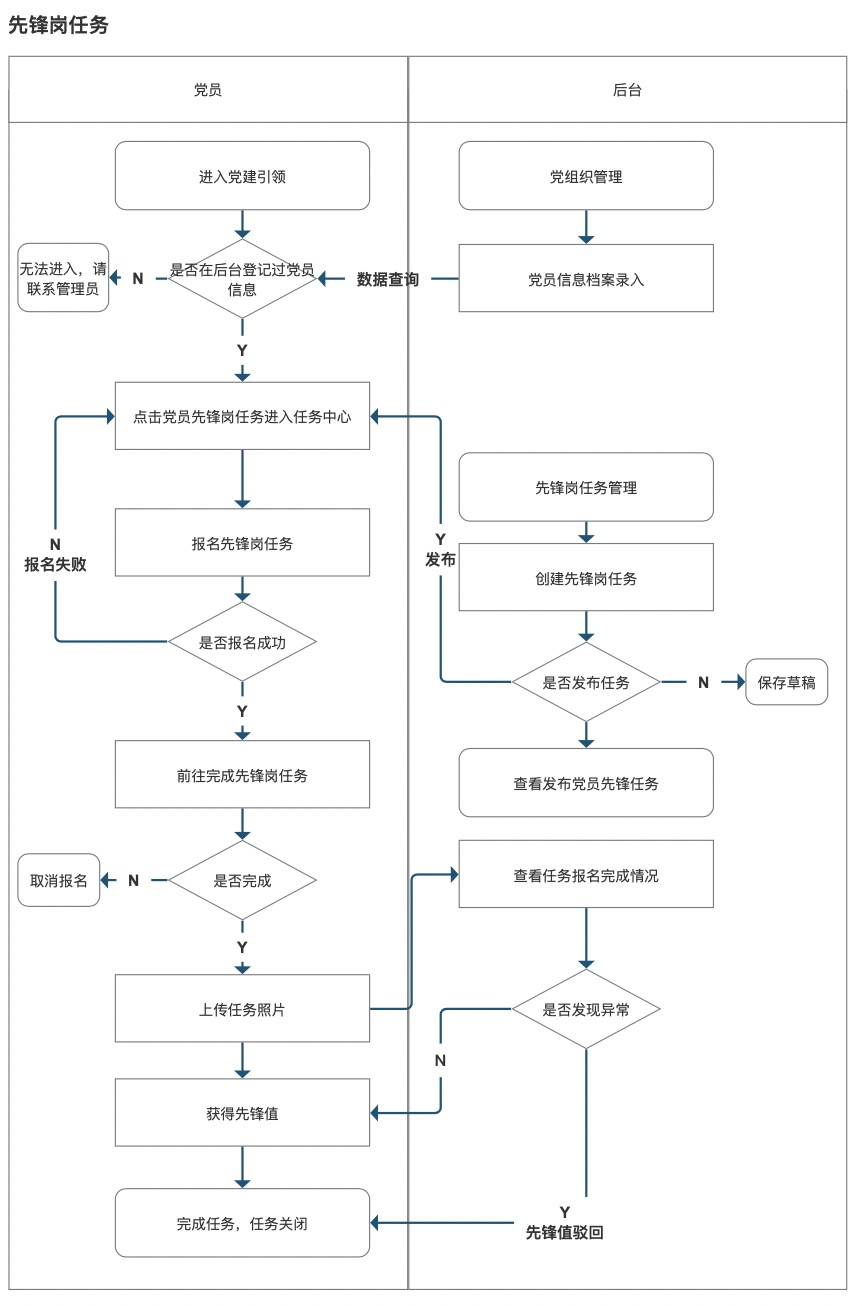 先锋岗任务
党员
后台
进入党建引领
党组织管理
无法进入，请
联系管理员
N
是否在后台登记过党员
信息
数据查询
党员信息档案录入
Y
点击党员先锋岗任务进入任务中心
先锋岗任务管理
N
报名失败
报名先锋岗任务
Y
发布
创建先锋岗任务
是否报名成功
是否发布任务
N
保存草稿
Y
前往完成先锋岗任务
查看发布党员先锋任务
取消报名
N
是否完成
查看任务报名完成情况
Y
上传任务照片
是否发现异常
N
获得先锋值
完成任务，任务关闭
Y
先锋值驳回